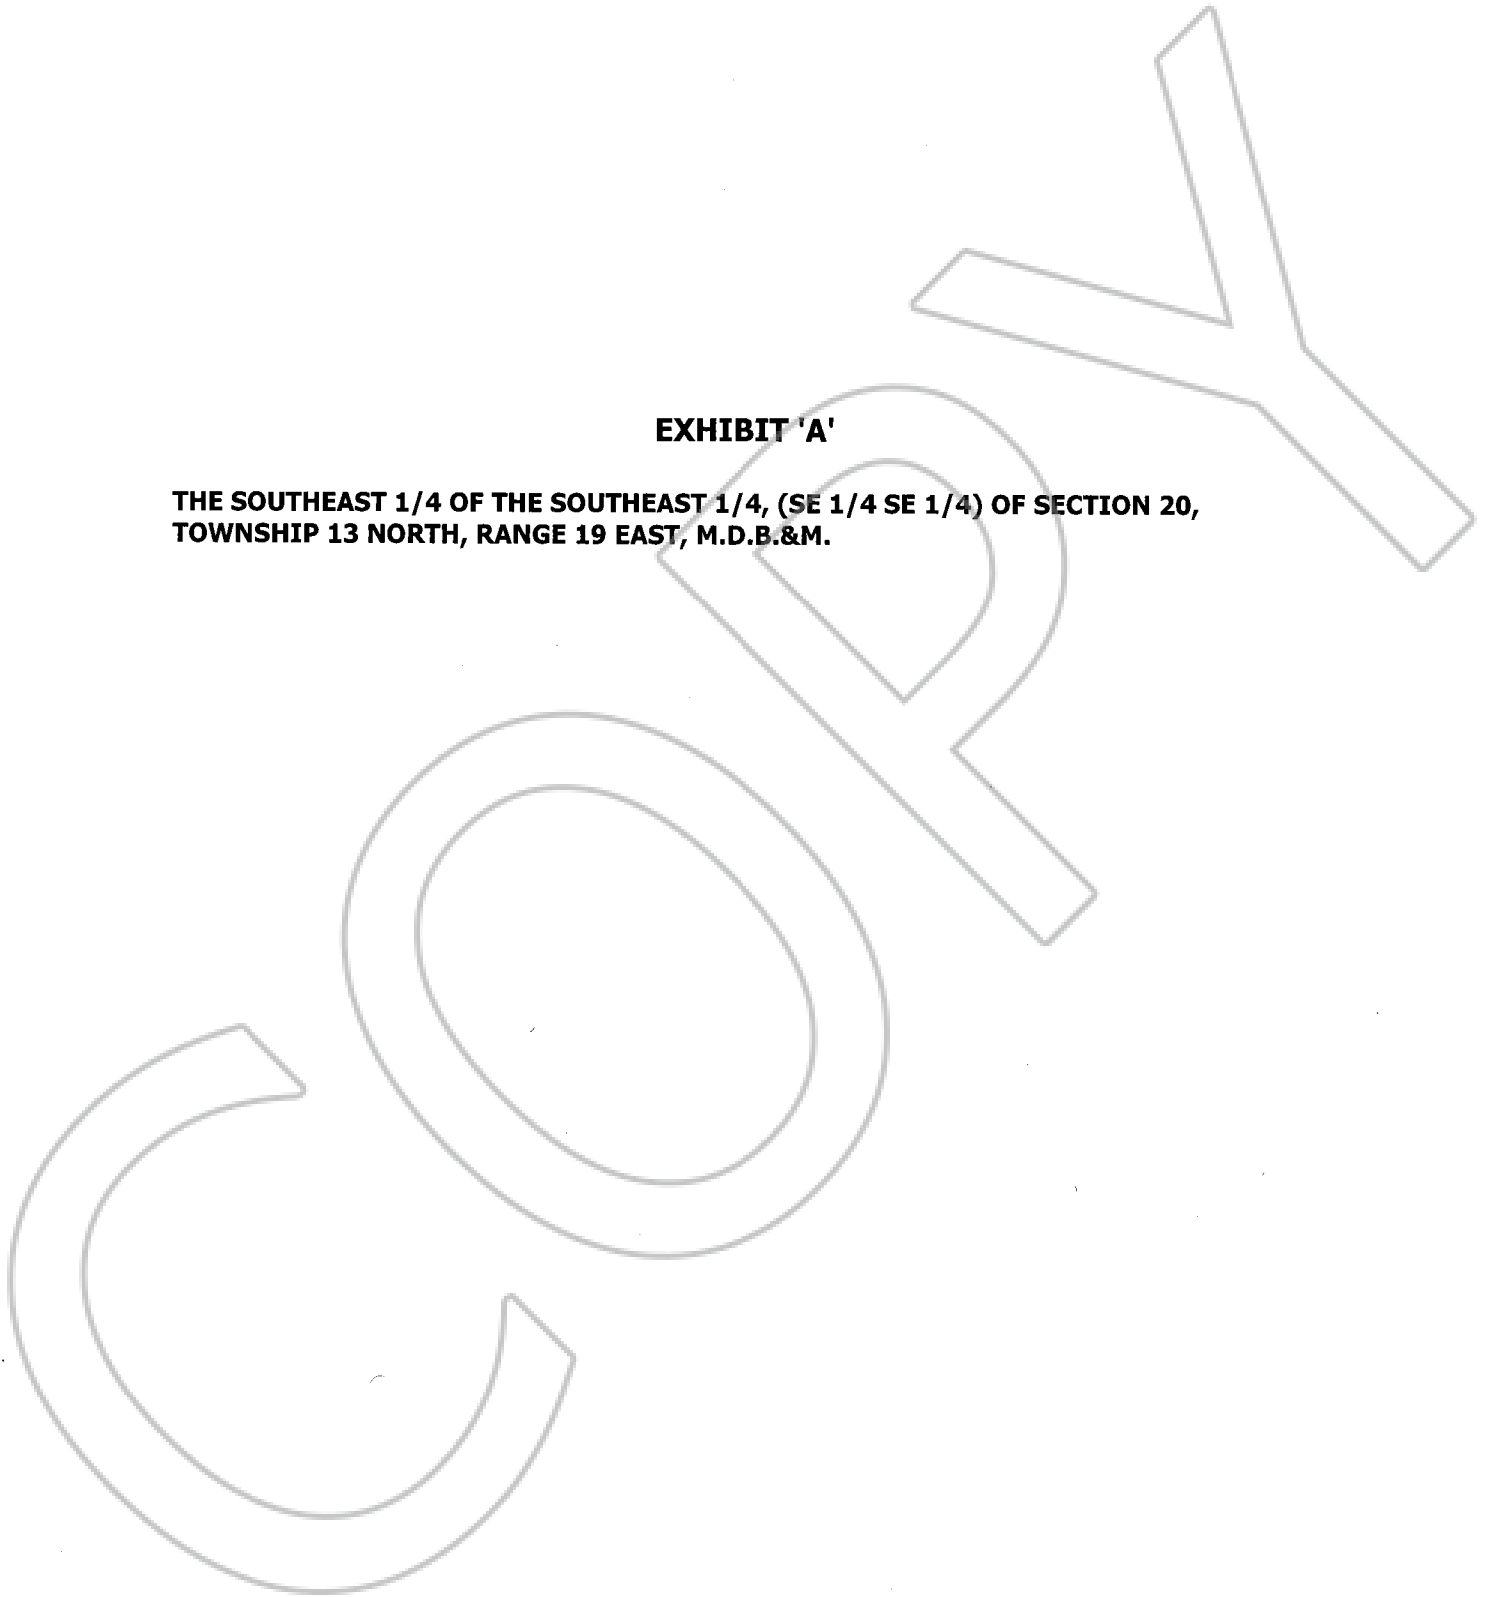 EXHIBIT 'A'
THE SOUTHEAST 1/4 OF THE SOUTHEAST 1/4, (SE 1/4 SE 1/4) OF SECTION 20,
TOWNSHIP 13 NORTH, RANGE 19 EAST, M.D.B.&M.
COPY